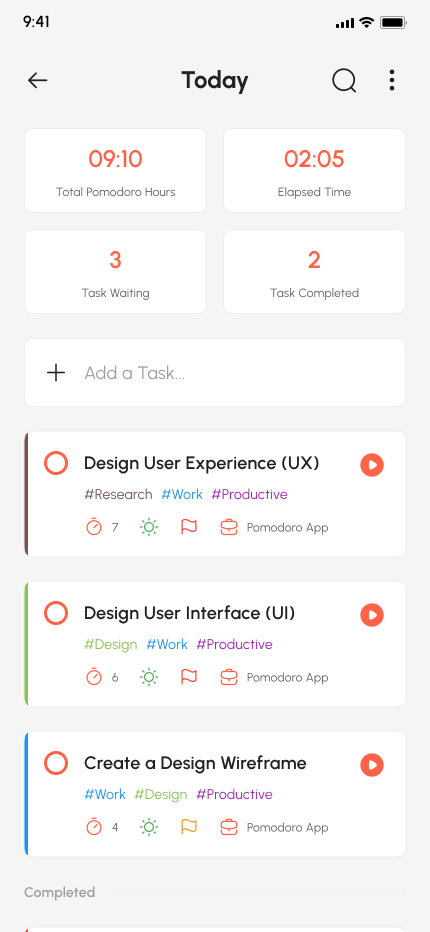 9:41
Today
09:10
Total Pomodoro Hours
02:05
Elapsed Time
3
Task Waiting
2
Task Completed
Add a Task...
Design User Experience (UX)
#Research #Work #Productive
7 Pomodoro App
Design User Interface (UI)
#Design #Work #Productive
6 Pomodoro App
Create a Design Wireframe
#Work #Design #Productive
4 Pomodoro App
Completed